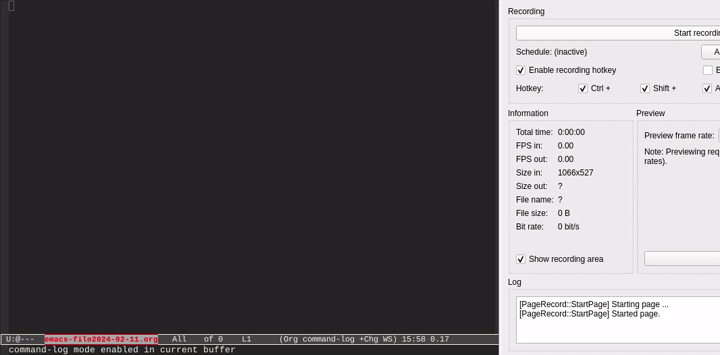 Recording
Start recordi
Schedule: (inactive)
A
Enable recording hotkey
E
Hotkey:
Ctrl +
Shift +
A
Information
Preview
Total time: 0:00:00
FPS in: 0.00
FPS out: 0.00
Size in: 1066x527
Size out: ?
File name: ?
File size: 0 B
Bit rate: 0 bit/s
Show recording area
Preview frame rate:
Note: Previewing req
rates).
Log
[PageRecord::StartPage] Starting page ...
[PageRecord::StartPage] Started page.
U:@--- emacs-file2024-02-11.org All of 0 L1 (Org command-log +Chg WS) 15:58 0.17
command-log mode enabled in current buffer